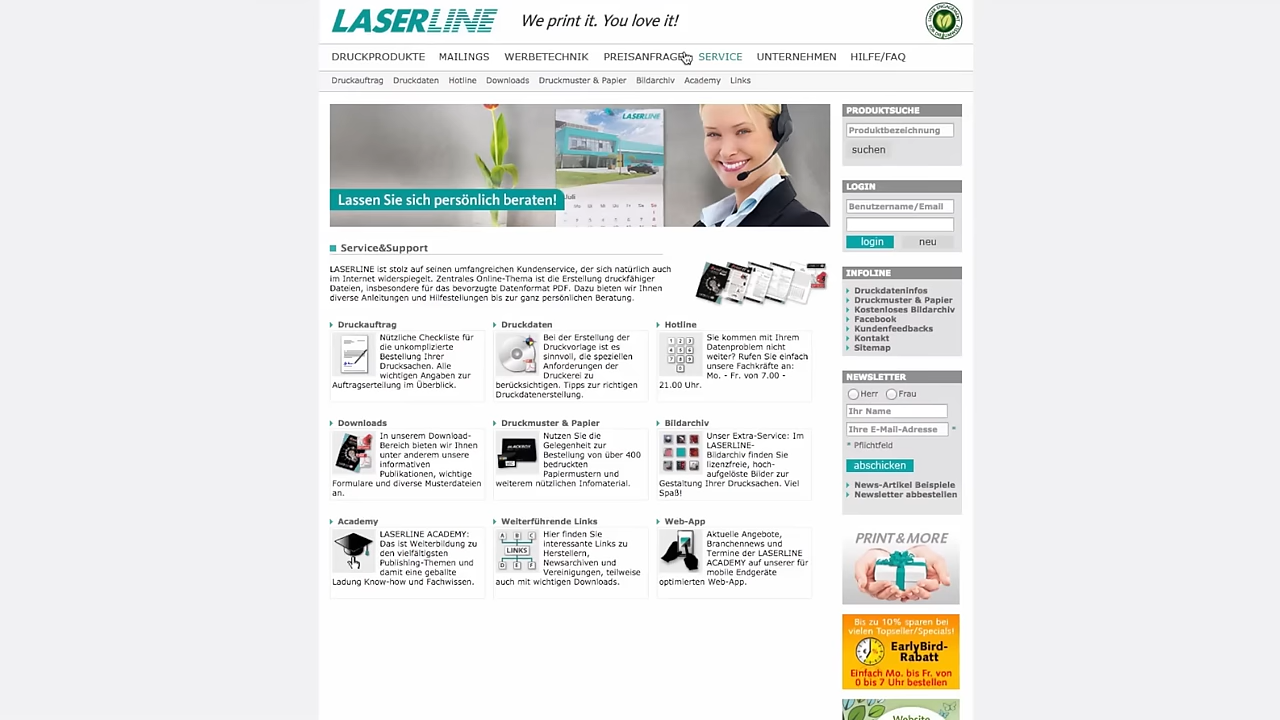 LASERLINE
We print it. You love it!
DRUCKPRODUKTE MAILINGS WERBETECHNIK PREISANFRAGE SERVICE UNTERNEHMEN HILFE/FAQ
Druckauftrag Druckdaten Hotline Downloads Druckmuster & Papier Bildarchiv Academy Links
LASERLINE
Juli
Lassen Sie sich persönlich beraten!
Service&Support
LASERLINE ist stolz auf seinen umfangreichen Kundenservice, der sich natürlich auch
im Internet widerspiegelt. Zentrales Online-Thema ist die Erstellung druckfähiger
Dateien, insbesondere für das bevorzugte Datenformat PDF. Dazu bieten wir Ihnen
diverse Anleitungen und Hilfestellungen bis zur ganz persönlichen Beratung.
Druckauftrag
Nützliche Checkliste für
die unkomplizierte
Bestellung Ihrer
Drucksachen. Alle
wichtigen Angaben zur
Auftragserteilung im Überblick.
Druckdaten
Bei der Erstellung der
Druckvorlage ist es
sinnvoll, die speziellen
Anforderungen der
Druckerei zu
berücksichtigen. Tipps zur richtigen
Druckdatenerstellung.
Hotline
Sie kommen mit Ihrem
Datenproblem nicht
weiter? Rufen Sie einfach
unsere Fachkräfte an:
Mo. - Fr. von 7.00 -
21.00 Uhr.
Downloads
In unserem Download-
Bereich bieten wir Ihnen
unter anderem unsere
informativen
Publikationen, wichtige
Formulare und diverse Musterdateien
an.
Druckmuster & Papier
Nutzen Sie die
Gelegenheit zur
Bestellung von über 400
bedruckten
Papiermustern und
weiterem nützlichen Infomaterial.
Bildarchiv
Unser Extra-Service: Im
LASERLINE-
Bildarchiv finden Sie
lizenzfreie, hoch-
aufgelöste Bilder zur
Gestaltung Ihrer Drucksachen. Viel
Spaß!
Academy
LASERLINE ACADEMY:
Das ist Weiterbildung zu
den vielfältigsten
Publishing-Themen und
damit eine geballte
Ladung Know-how und Fachwissen.
Weiterführende Links
A B C
LINKS
D E F
Hier finden Sie
interessante Links zu
Herstellern,
Newsarchiven und
Vereinigungen, teilweise
auch mit wichtigen Downloads.
Web-App
Aktuelle Angebote,
Branchennews und
Termine der LASERLINE
ACADEMY auf unserer für
mobile Endgeräte
optimierten Web-App.
PRODUKTSUCHE
Produktbezeichnung
suchen
LOGIN
Benutzername/Email
login neu
INFOLINE
Druckdateninfos
Druckmuster & Papier
Kostenloses Bildarchiv
Facebook
Kundenfeedbacks
Kontakt
Sitemap
NEWSLETTER
Herr Frau
Ihr Name
Ihre E-Mail-Adresse *
* Pflichtfeld
abschicken
News-Artikel Beispiele
Newsletter abbestellen
PRINT & MORE
Bis zu 10% sparen bei
vielen Topseller/Specials!
EarlyBird-
Rabatt
Einfach Mo. bis Fr. von
0 bis 7 Uhr bestellen
Website